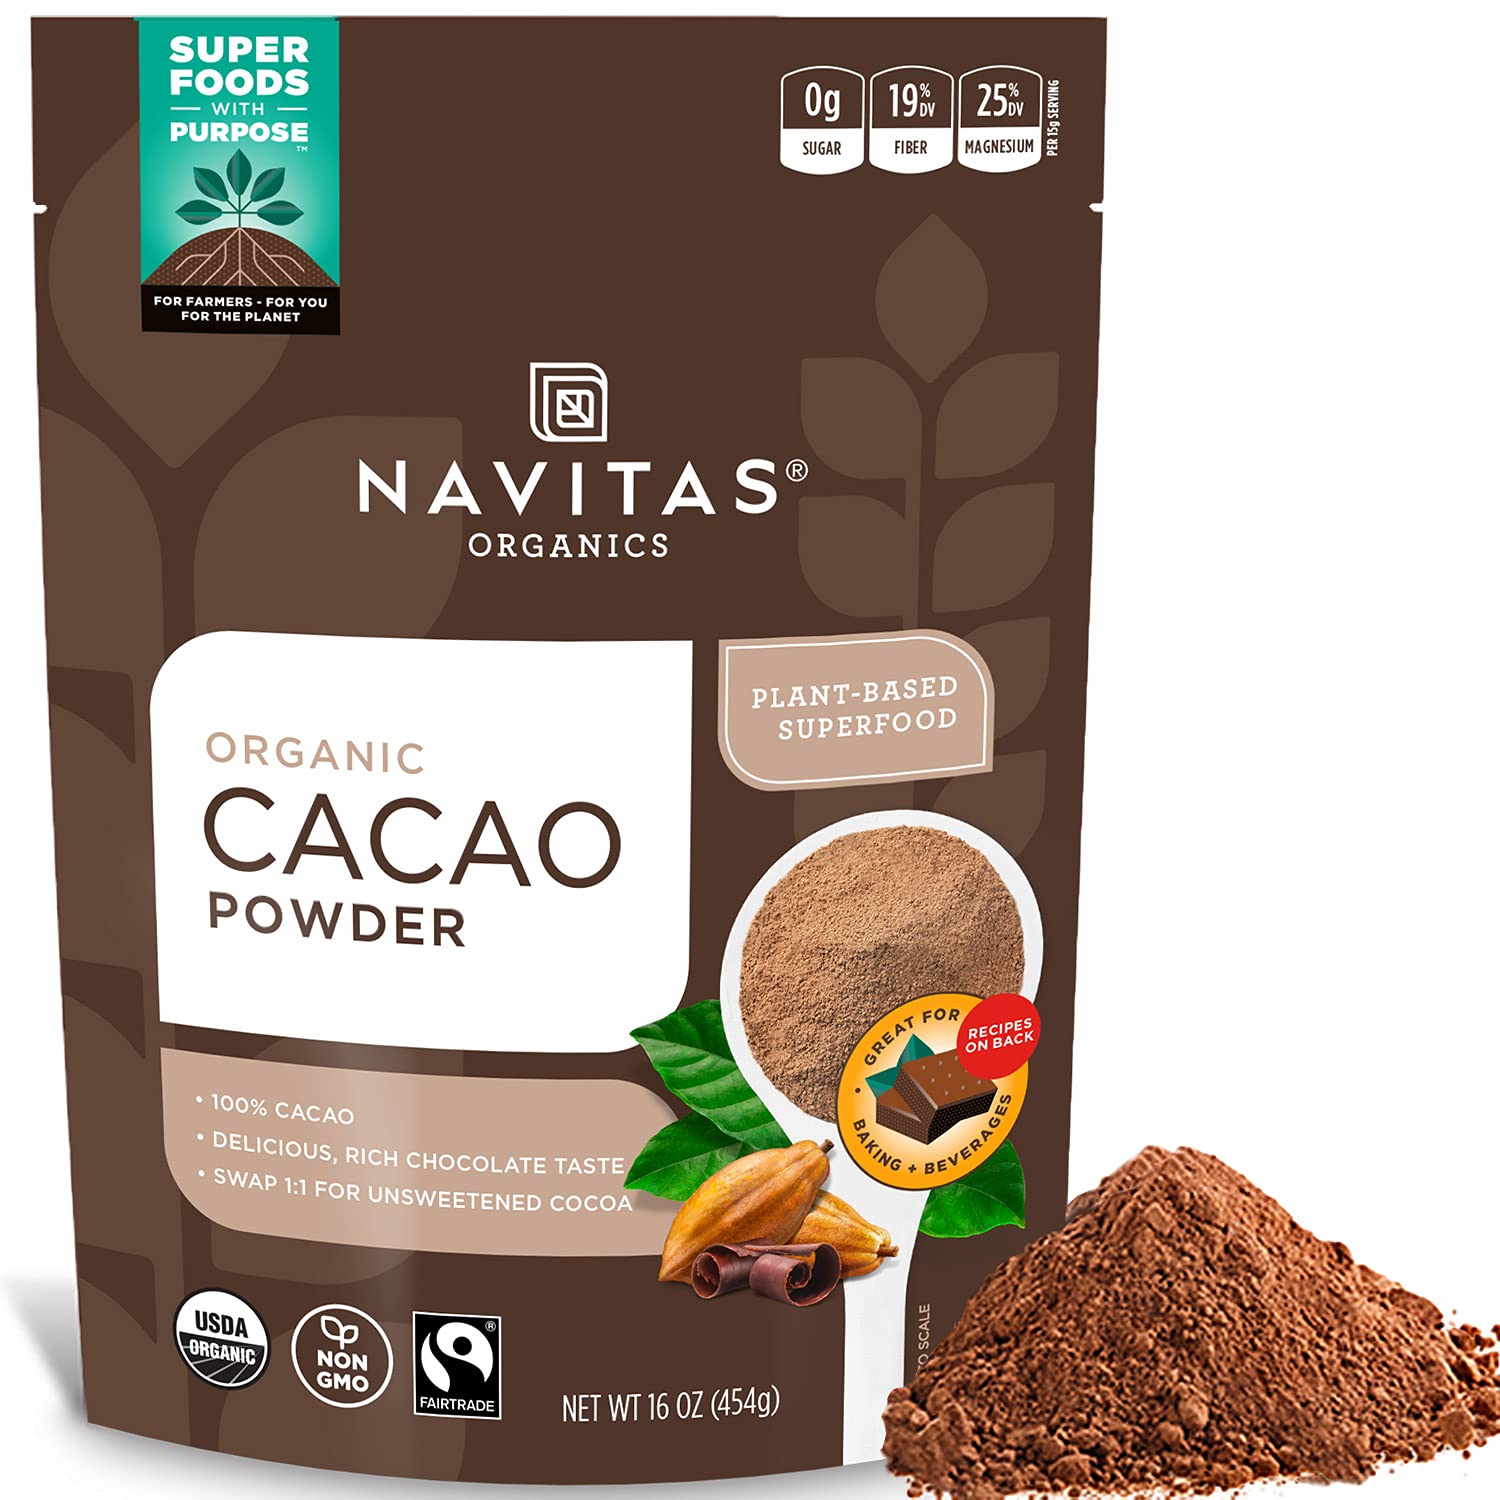 SUPER
FOODS
WITH
PURPOSE™
FOR FARMERS - FOR YOU
FOR THE PLANET
0g
SUGAR
19% DV
FIBER
25% DV
MAGNESIUM
PER 15g SERVING
NAVITAS®
ORGANICS
PLANT-BASED
SUPERFOOD
ORGANIC
CACAO
POWDER
• 100% CACAO
• DELICIOUS, RICH CHOCOLATE TASTE
• SWAP 1:1 FOR UNSWEETENED COCOA
• GREAT FOR •
BAKING + BEVERAGES
RECIPES
ON BACK
USDA
ORGANIC
NON
GMO
®
FAIRTRADE
NET WT 16 OZ (454g)
TO SCALE